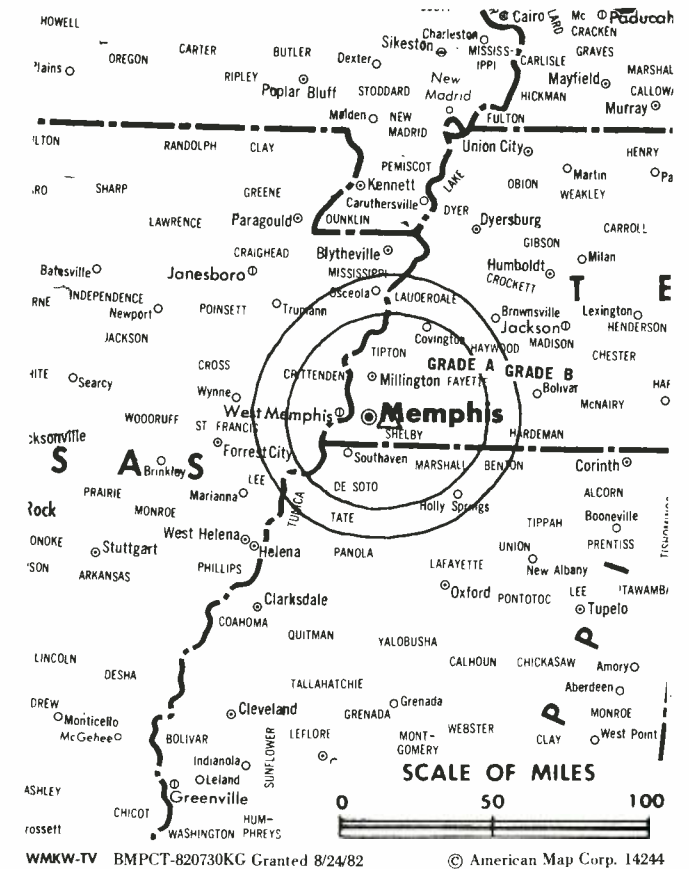 HOWELL
Cairo
Mc
CRACKEN
Paducah
OREGON
CARTER
BUTLER
Dexter
Sikeston
Charleston
MISSISS-
IPPI
CARLISLE
GRAVES
RIPLEY
Poplar Bluff
STODDARD
New
Madrid
HICKMAN
Mayfield
Murray
Malden
NEW
MADRID
FULTON
RANDOLPH
CLAY
Union City
HENRY
PEMISCOT
Martin
SHARP
GREENE
Kennett
LAKE
OBION
WEAKLEY
Caruthersville
DYER
LAWRENCE
Paragould
DUNKLIN
Dyersburg
CARROLL
CRAIGHEAD
Blytheville
GIBSON
Milan
Batesville
Jonesboro
MISSISSIPPI
Humboldt
CROCKETT
T E
Osceola
LAUDERDALE
INDEPENDENCE
Newport
POINSETT
Trumann
Brownsville
Lexington
Jackson
HENDERSON
JACKSON
Covington
HAYWOOD
MADISON
CHESTER
TIPTON
CROSS
GRADE A
GRADE B
CRITTENDEN
Millington
FAYETTE
Searcy
Wynne
Bolivar
McNAIRY
WOODRUFF
West Memphis
Memphis
ST FRANCIS
SHELBY
HARDEMAN
Forrest City
S A S
Brinkley
Southaven
MARSHALL
BENTON
Corinth
LEE
PRAIRIE
Marianna
DE SOTO
ALCORN
MONROE
TUNICA
Holly Springs
Booneville
TATE
TIPPAH
PRENTISS
West Helena
Helena
Stuttgart
PANOLA
UNION
PHILLIPS
LAFAYETTE
New Albany
I
ARKANSAS
Oxford
PONTOTOC
LEE
Clarksdale
Tupelo
COAHOMA
P
QUITMAN
YALOBUSHA
LINCOLN
CALHOUN
CHICKASAW
Amory
DESHA
TALLAHATCHIE
Aberdeen
DREW
Cleveland
Grenada
P
MONROE
Monticello
GRENADA
McGehee
BOLIVAR
LEFLORE
MONT-
GOMERY
WEBSTER
CLAY
West Point
SUNFLOWER
Indianola
Leland
ASHLEY
Greenville
CHICOT
HUM-
PHREYS
WASHINGTON
SCALE OF MILES
0 50 100
WMKW-TV BMPCT-820730KG Granted 8/24/82 © American Map Corp. 14244